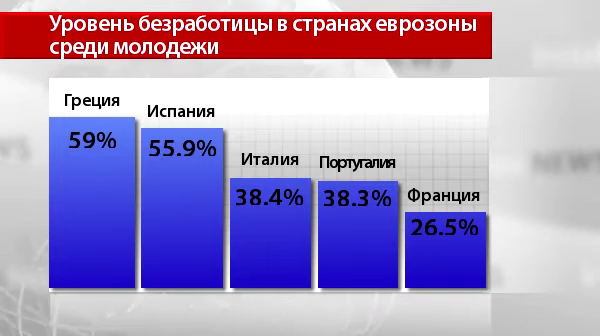 Уровень безработицы в странах еврозоны
среди молодежи
Греция
59%
Испания
55.9%
Италия
38.4%
Португалия
38.3%
Франция
26.5%
NEWS